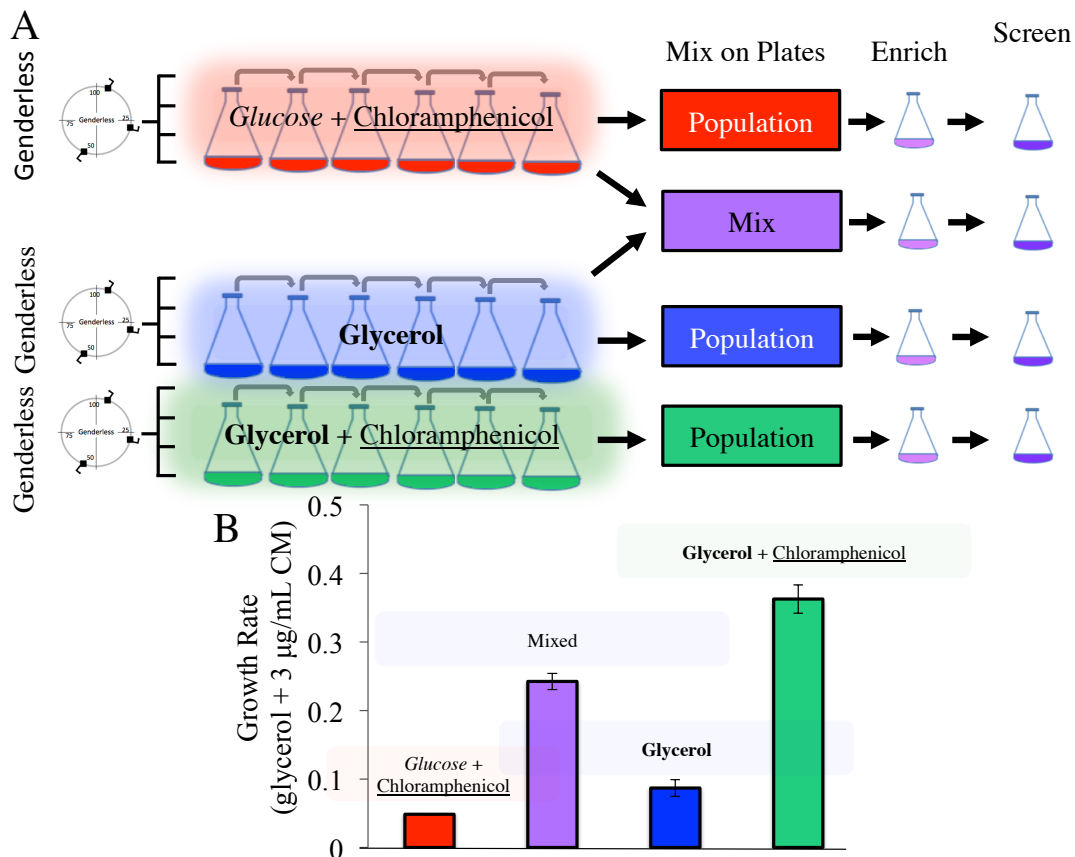 A
Mix on Plates Enrich Screen
Genderless
100
75 Genderless 25
50
Glucose + Chloramphenicol
Population
Mix
Genderless
100
75 Genderless 25
50
Glycerol
Population
Genderless
100
75 Genderless 25
50
Glycerol + Chloramphenicol
Population
B
Growth Rate
(glycerol + 3 µg/mL CM)
0.5
0.4
0.3
0.2
0.1
0
Glucose +
Chloramphenicol
Mixed
Glycerol
Glycerol + Chloramphenicol